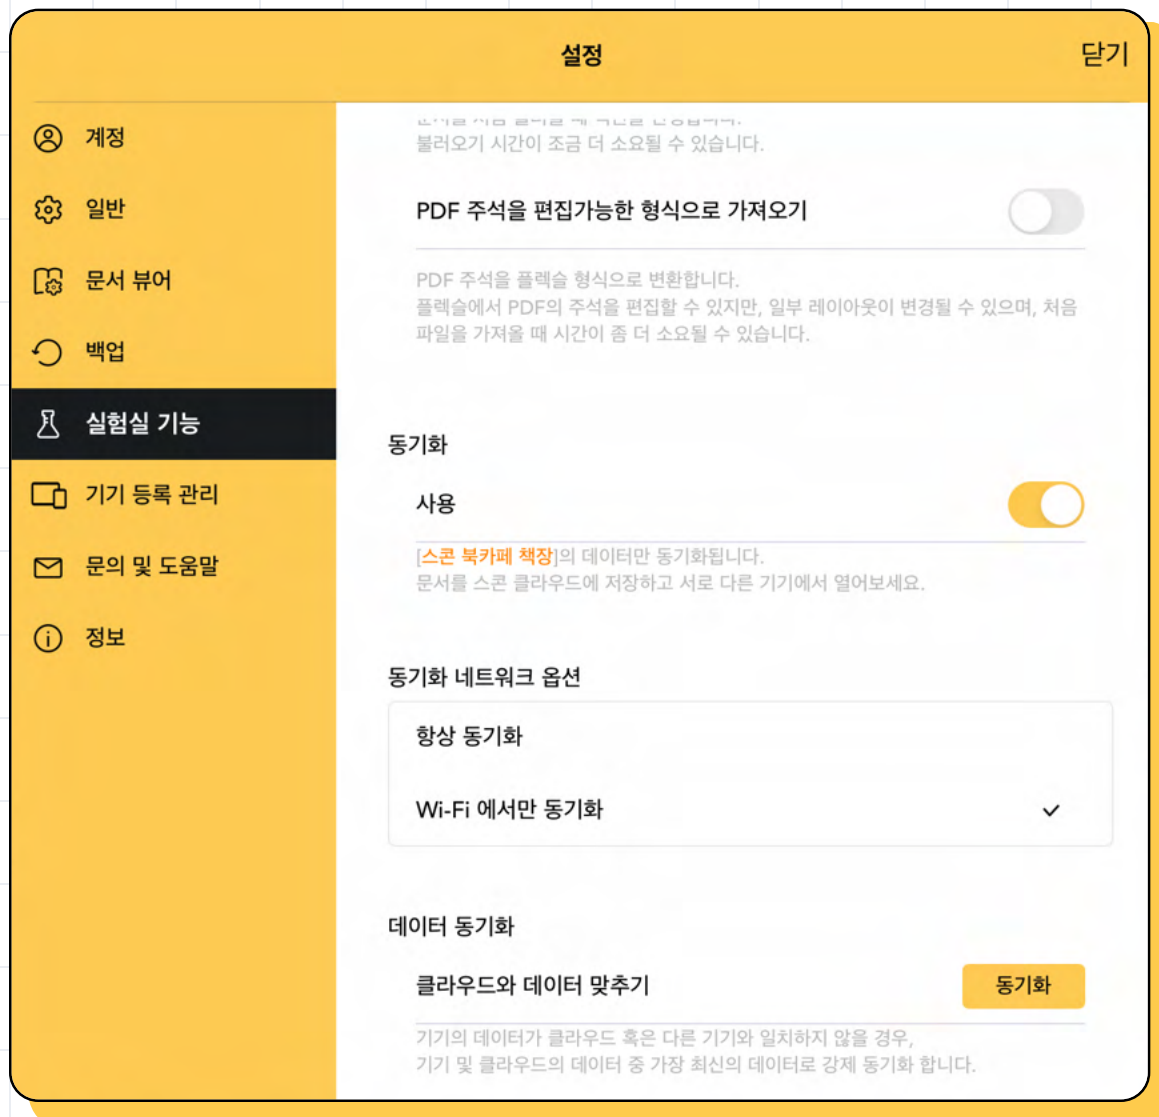 설정
닫기
계정
일반
문서 뷰어
백업
실험실 기능
기기 등록 관리
문의 및 도움말
정보
불러오기 시간이 조금 더 소요될 수 있습니다.
PDF 주석을 편집가능한 형식으로 가져오기
PDF 주석을 플렉슬 형식으로 변환합니다.
플렉슬에서 PDF의 주석을 편집할 수 있지만, 일부 레이아웃이 변경될 수 있으며, 처음
파일을 가져올 때 시간이 좀 더 소요될 수 있습니다.
동기화
사용
[스콘 북카페 책장]의 데이터만 동기화됩니다.
문서를 스콘 클라우드에 저장하고 서로 다른 기기에서 열어보세요.
동기화 네트워크 옵션
항상 동기화
Wi-Fi 에서만 동기화
데이터 동기화
클라우드와 데이터 맞추기
동기화
기기의 데이터가 클라우드 혹은 다른 기기와 일치하지 않을 경우,
기기 및 클라우드의 데이터 중 가장 최신의 데이터로 강제 동기화 합니다.